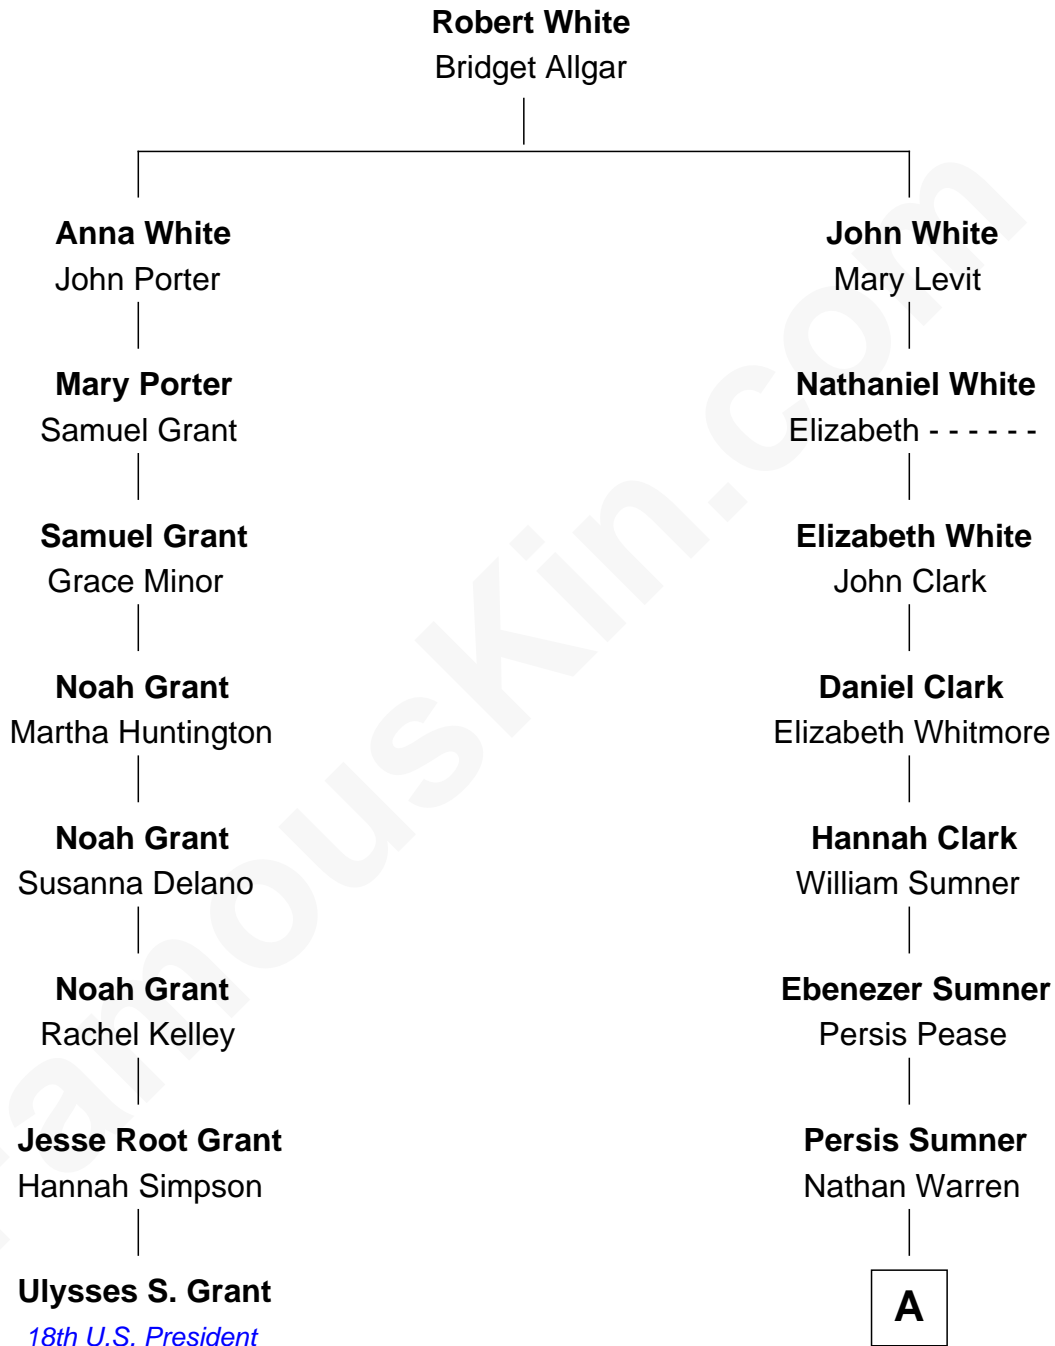 Robert White
Bridget Allgar
Anna White
John Porter
John White
Mary Levit
Mary Porter
Samuel Grant
Nathaniel White
Elizabeth - - - - - -
Samuel Grant
Grace Minor
Elizabeth White
John Clark
Noah Grant
Martha Huntington
Daniel Clark
Elizabeth Whitmore
Noah Grant
Susanna Delano
Hannah Clark
William Sumner
Noah Grant
Rachel Kelley
Ebenezer Sumner
Persis Pease
Jesse Root Grant
Hannah Simpson
Persis Sumner
Nathan Warren
Ulysses S. Grant
18th U.S. President
A
FamousKin.com